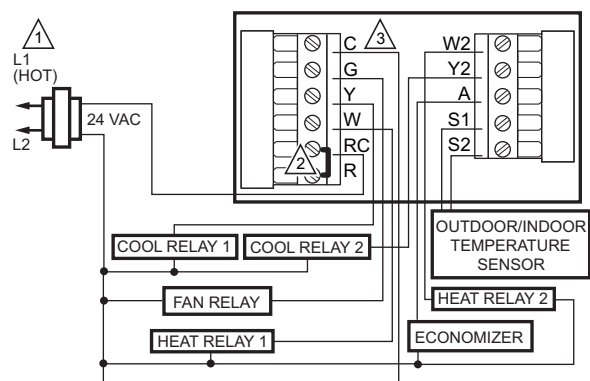 1
L1
(HOT)
L2
24 VAC
C
G
Y
W
RC
R
2
3
W2
Y2
A
S1
S2
OUTDOOR/INDOOR
TEMPERATURE
SENSOR
COOL RELAY 1
COOL RELAY 2
FAN RELAY
HEAT RELAY 2
HEAT RELAY 1
ECONOMIZER